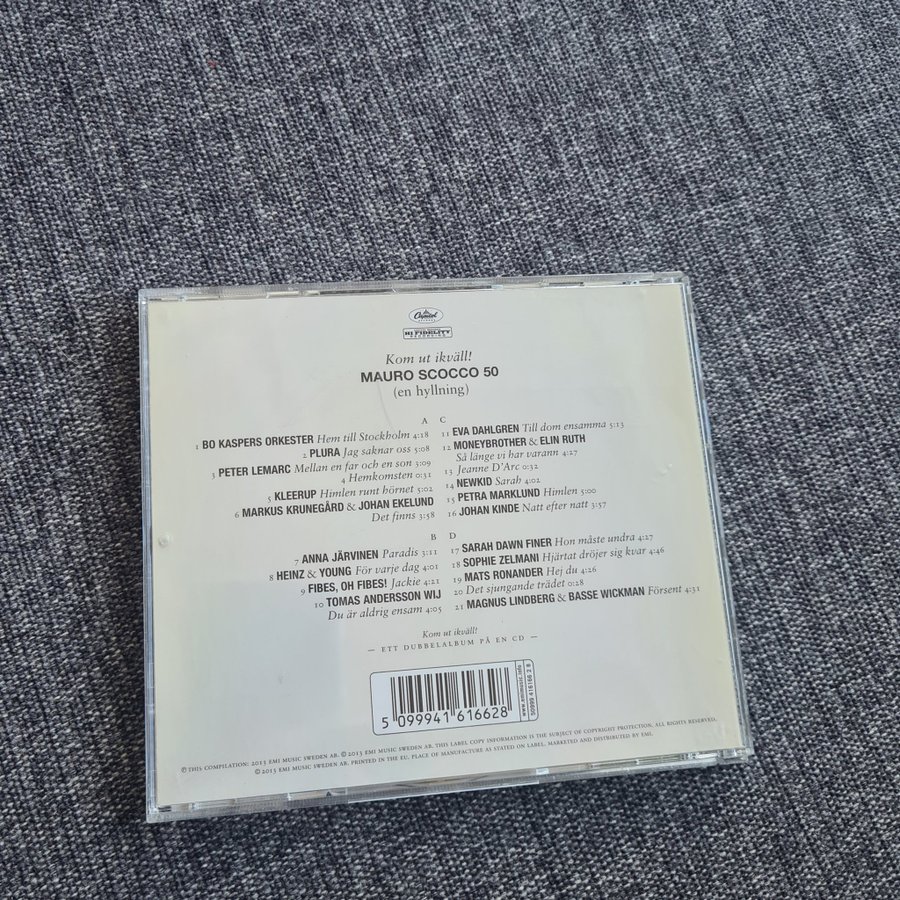 Capitol
HI FIDELITY
Kom ut ikväll!
MAURO SCOCCO 50
(en hyllning)
A
1 BO KASPERS ORKESTER Hem till Stockholm 4:18
2 PLURA Jag saknar oss 5:08
3 PETER LEMARC Mellan en far och en son 3:09
4 Hemkomsten 0:31
5 KLEERUP Himlen runt hörnet 5:02
6 MARKUS KRUNEGÅRD & JOHAN EKELUND
Det finns 3:58
B
7 ANNA JÄRVINEN Paradis 3:11
8 HEINZ & YOUNG För varje dag 4:01
9 FIBES, OH FIBES! Jackie 4:21
10 TOMAS ANDERSSON WIJ
Du är aldrig ensam 4:05
C
11 EVA DAHLGREN Till dom ensamma 5:13
12 MONEYBROTHER & ELIN RUTH
Så länge vi har varann 4:27
13 Jeanne D'Arc 0:32
14 NEWKID Sarah 4:02
15 PETRA MARKLUND Himlen 5:00
16 JOHAN KINDE Natt efter natt 3:57
D
17 SARAH DAWN FINER Hon måste undra 4:27
18 SOPHIE ZELMANI Hjärtat dröjer sig kvar 4:46
19 MATS RONANDER Hej du 4:26
20 Det sjungande trädet 0:28
21 MAGNUS LINDBERG & BASSE WICKMAN Försent 4:31
Kom ut ikväll!
— ETT DUBBELALBUM PÅ EN CD —
5 099941 616628
www.emimusic.info
50999 416166 2 8
℗ THIS COMPILATION: 2013 EMI MUSIC SWEDEN AB. © 2013 EMI MUSIC SWEDEN AB. THIS LABEL COPY INFORMATION IS THE SUBJECT OF COPYRIGHT PROTECTION. ALL RIGHTS RESERVED.
© 2013 EMI MUSIC SWEDEN AB. PRINTED IN THE EU. PLACE OF MANUFACTURE AS STATED ON LABEL. MARKETED AND DISTRIBUTED BY EMI.